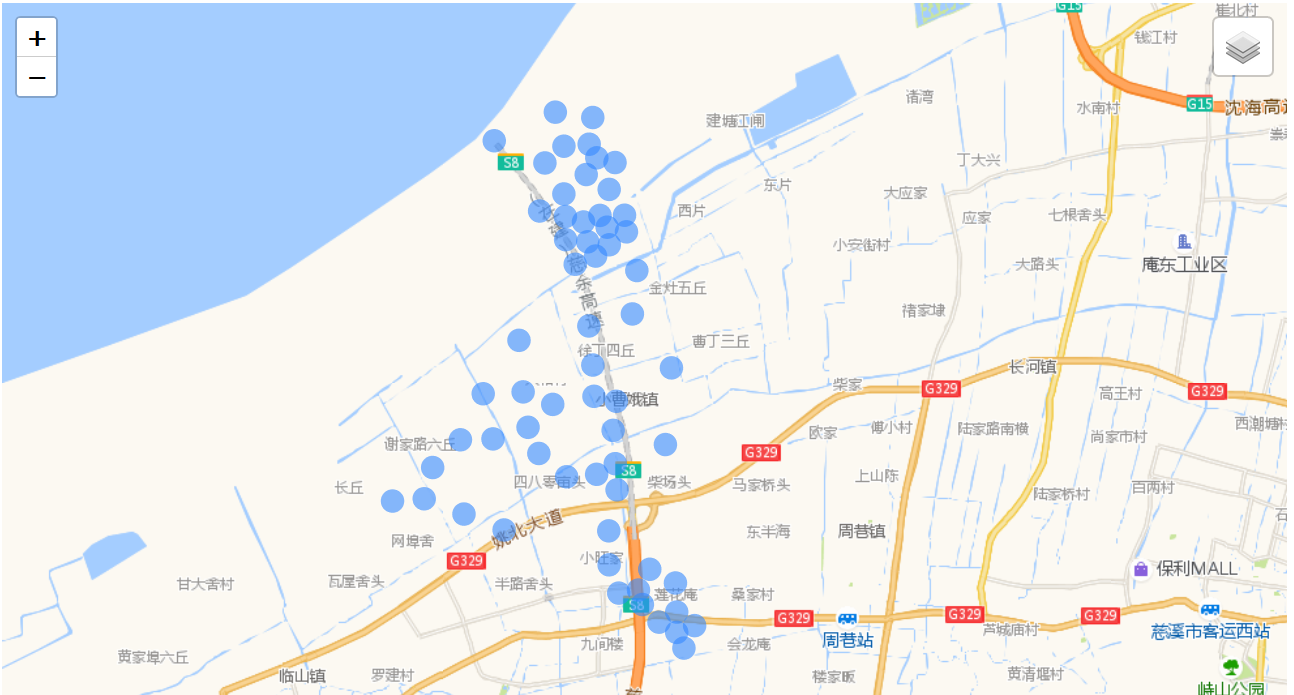 +
−
G15
崔北村
钱江村
诸湾
水南村
G15
沈海高速
建塘江闸
S8
丁大兴
东片
大应家
西片
应家
七根舍头
小安街村
大路头
庵东工业区
金灶五丘
褚家埭
余高速
徐丁四丘
曹丁三丘
长河镇
柴家
G329
高王村
G329
小曹娥镇
西潮塘村
欧家
傅小村
陆家路南横
尚家市村
谢家路六丘
G329
S8
上山陈
四八零亩头
柴场头
马家桥头
长丘
陆家桥村
百两村
姚北大道
东半海
周巷镇
网埠舍
G329
小旺家
保利MALL
甘大舍村
瓦屋舍头
半路舍头
莲花庵
桑家村
S8
G329
G329
G329
周巷站
芦城庙村
慈溪市客运西站
九间楼
会龙庵
黄家埠六丘
临山镇
罗建村
楼家畈
黄清堰村
峙山公园